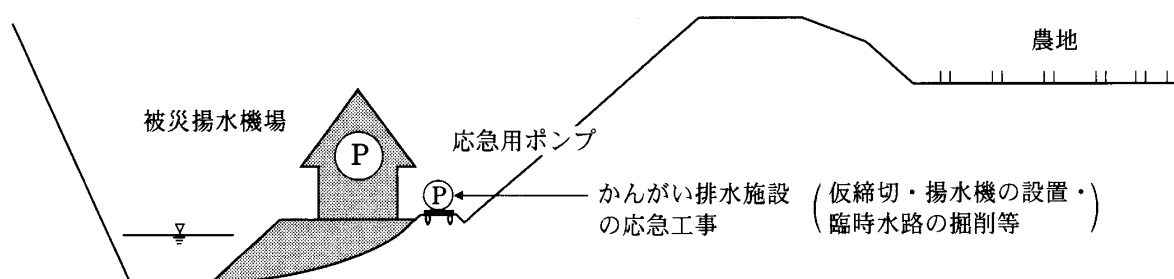 農地
被災揚水機場
P
応急用ポンプ
P
かんがい排水施設
の応急工事
(仮締切・揚水機の設置・
臨時水路の掘削等)